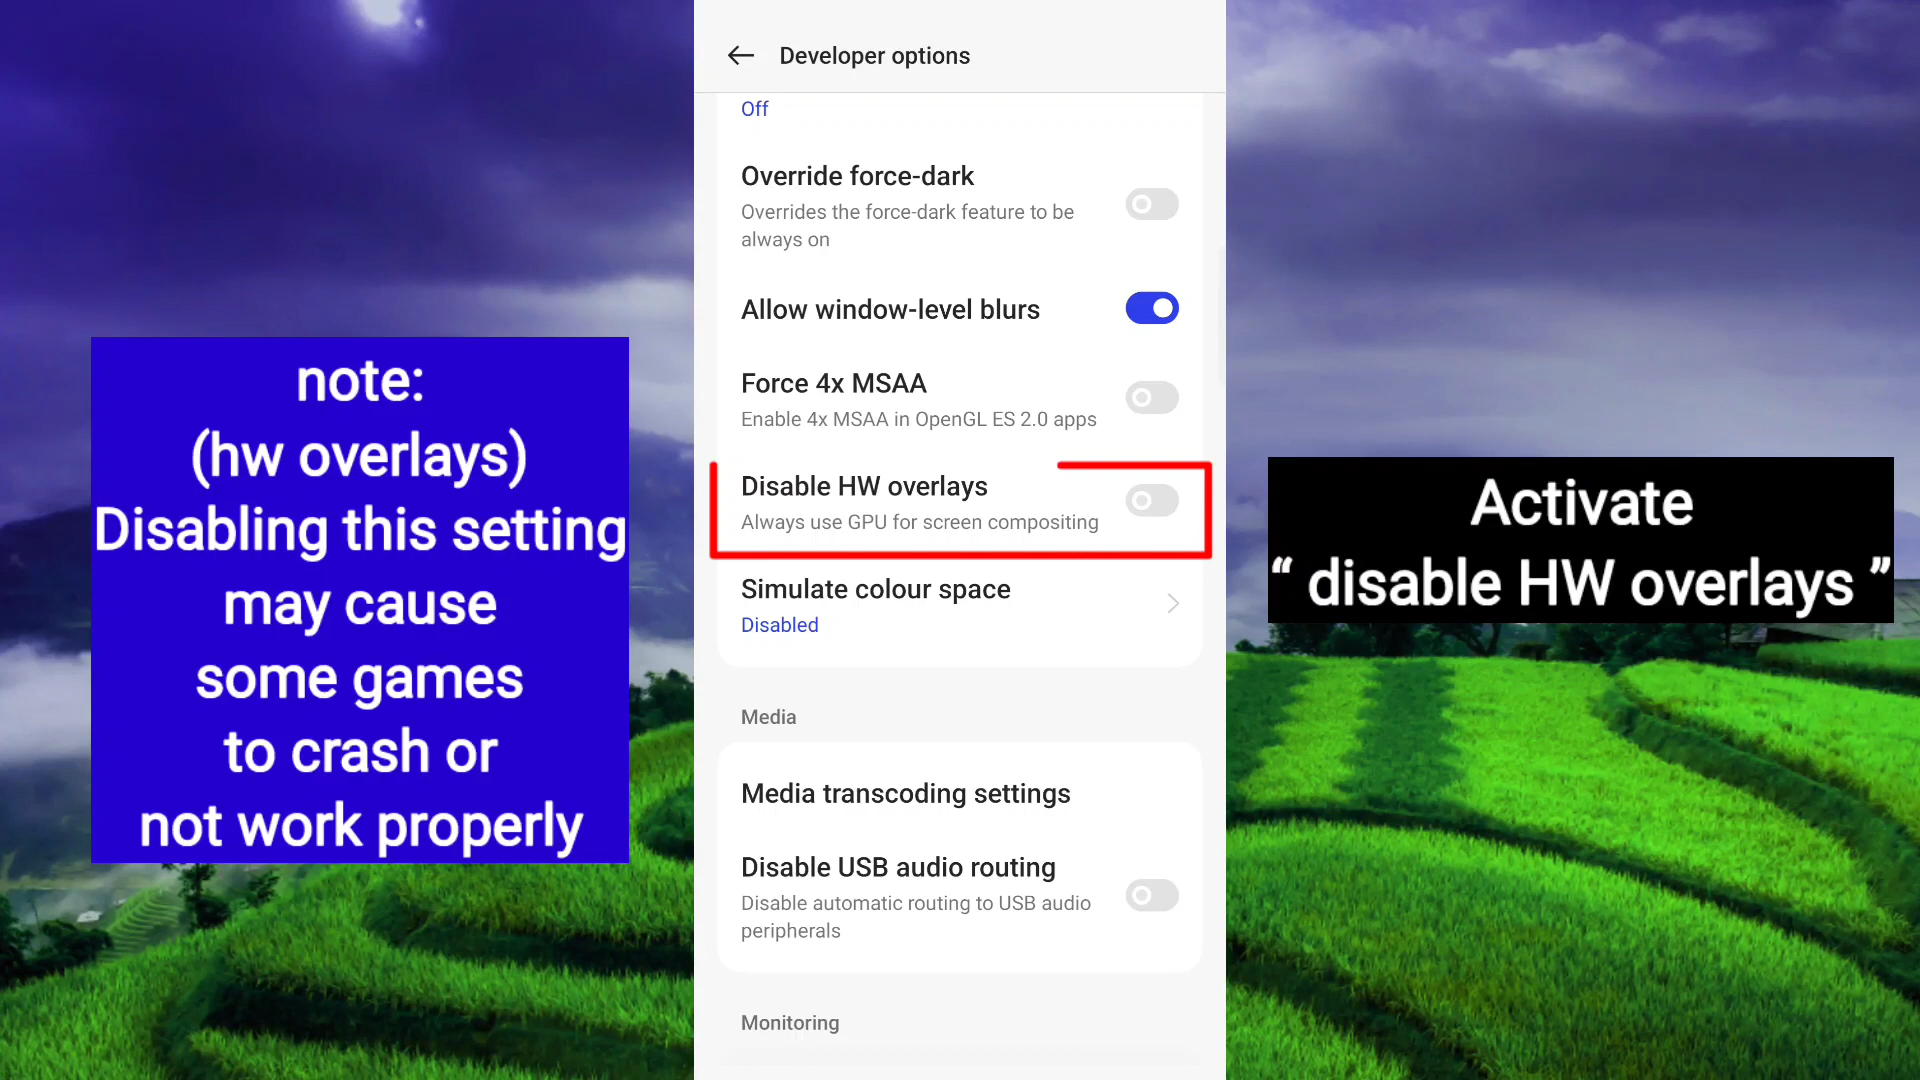 Developer options
Off
Override force-dark
Overrides the force-dark feature to be
always on
Allow window-level blurs
Force 4x MSAA
Enable 4x MSAA in OpenGL ES 2.0 apps
Disable HW overlays
Always use GPU for screen compositing
Simulate colour space
Disabled
Media
Media transcoding settings
Disable USB audio routing
Disable automatic routing to USB audio
peripherals
Monitoring
note:
(hw overlays)
Disabling this setting
may cause
some games
to crash or
not work properly
Activate
“ disable HW overlays ”